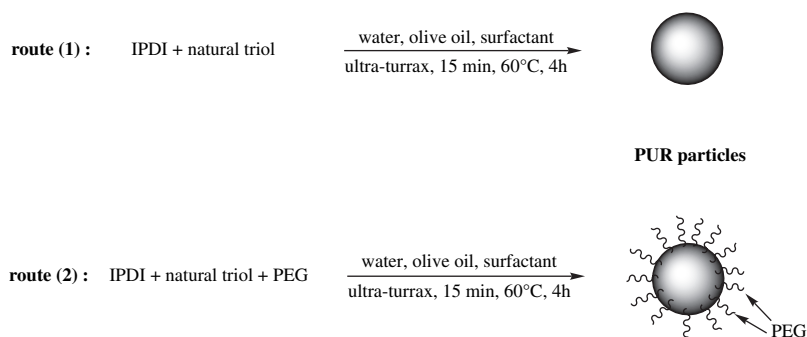 route (1) : IPDI + natural triol water, olive oil, surfactant
ultra-turrax, 15 min, 60°C, 4h
PUR particles
route (2) : IPDI + natural triol + PEG water, olive oil, surfactant
ultra-turrax, 15 min, 60°C, 4h
PEG